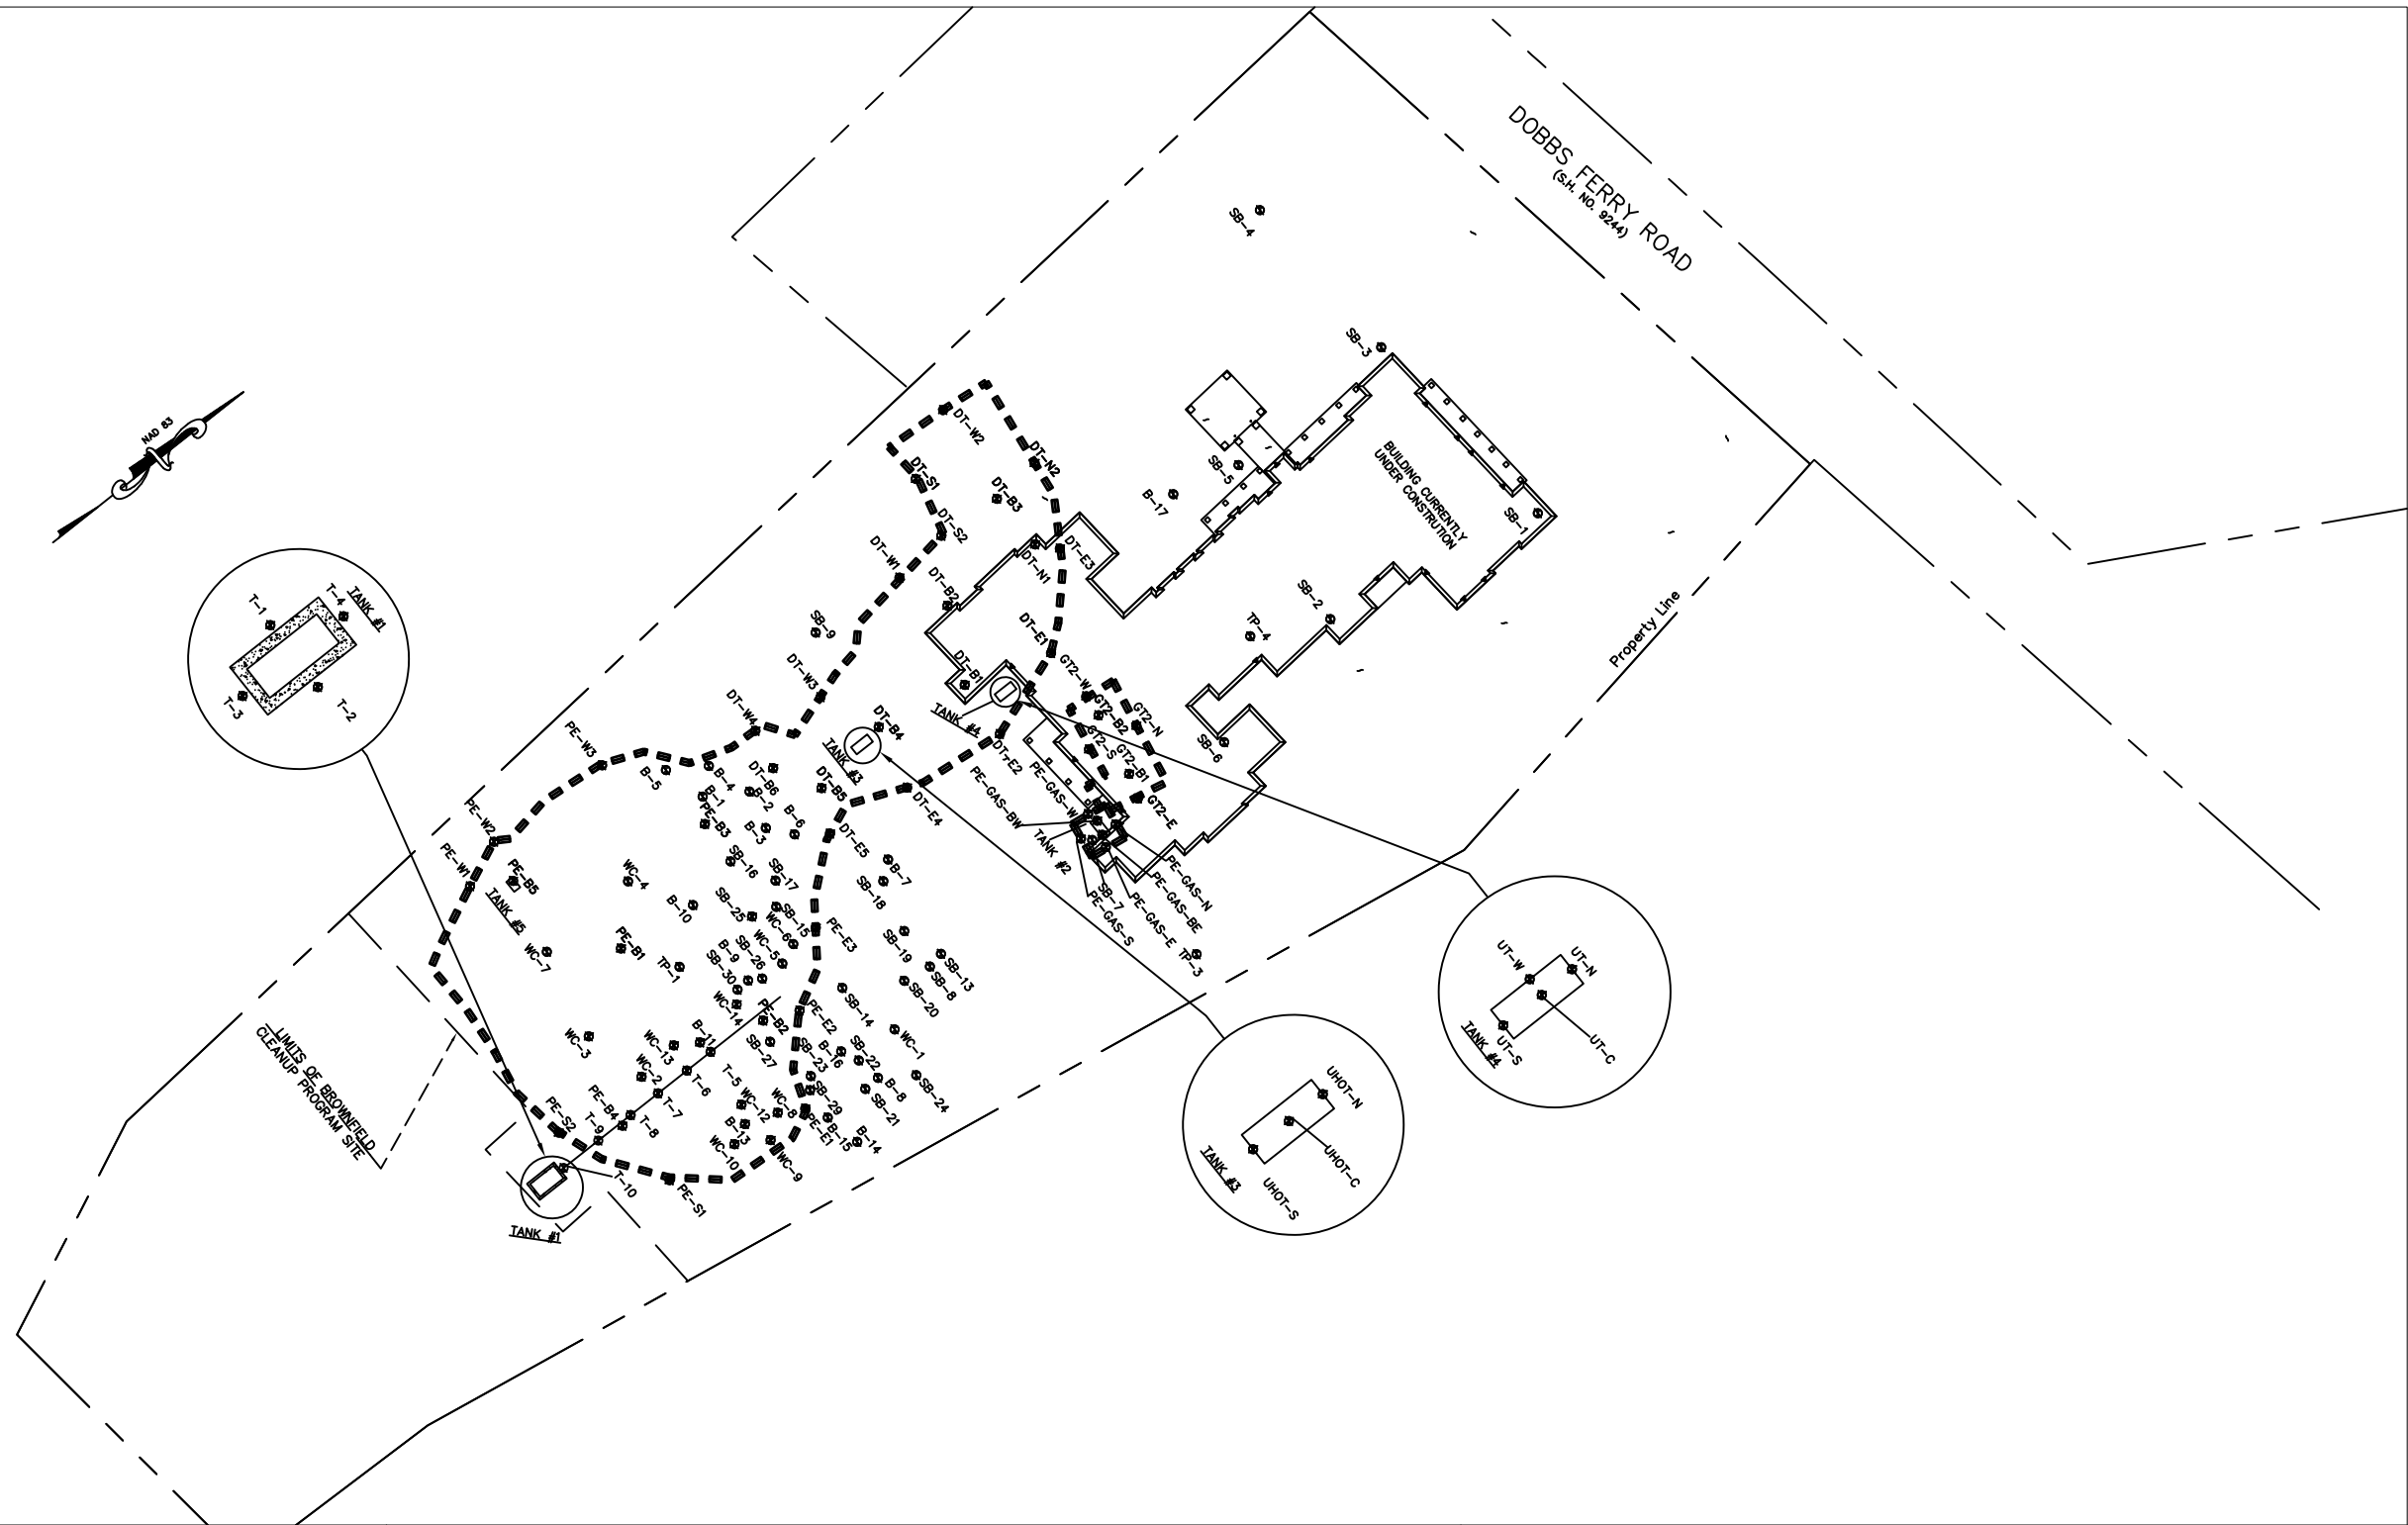 DOBBS FERRY ROAD
(S.H. NO. 9244)
SB-4
SB-3
BUILDING CURRENTLY
UNDER CONSTRUTION
SB-1
SB-5
B-17
SB-2
TP-4
SB-6
Property Line
NAD 83
DT-W2
DT-N2
DT-S1
DT-B3
DT-S2
DT-W1
DT-N1
DT-E3
DT-B2
SB-9
DT-E1
DT-B1
DT-W3
TANK #4
GT2-W
GT2-B2
GT2-N
GT2-S
GT2-B1
GT2-E
DT-W4
DT-B4
TANK #3
DT-E2
PE-GAS-W
PE-GAS-BW
TANK #2
PE-W3
B-5
B-4
DT-B6
DT-B5
DT-E4
B-1
B-2
PE-B3
B-3
B-6
DT-E5
PE-W2
PE-W1
PE-B5
TANK #5
WC-4
SB-16
SB-17
B-7
SB-18
PE-GAS-N
PE-GAS-BE
PE-GAS-E
SB-7
PE-GAS-S
TP-3
B-10
SB-25
SB-15
WC-6
PE-E3
WC-7
PE-B1
TP-1
B-9
SB-26
WC-5
SB-30
SB-19
SB-13
SB-8
SB-20
WC-14
PE-B2
PE-E2
SB-14
WC-1
WC-3
WC-13
B-11
SB-27
SB-23
B-16
SB-22
B-8
SB-24
SB-21
WC-2
T-5
T-6
T-7
T-8
PE-B4
T-9
PE-S2
WC-12
WC-8
SB-29
PE-E1
B-15
B-14
B-13
WC-10
WC-9
T-10
PE-S1
TANK #1
LIMITS OF BROWNFIELD
CLEANUP PROGRAM SITE
T-1
T-4
TANK #1
T-3
T-2
UT-W
UT-N
TANK #4
UT-S
UT-C
UHOT-N
TANK #3
UHOT-S
UHOT-C